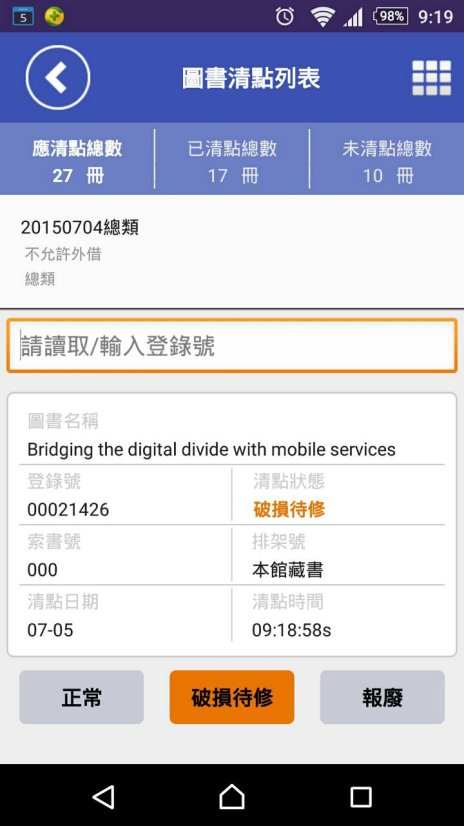 5
98%
9:19
圖書清點列表
應清點總數 已清點總數 未清點總數
27 冊 17 冊 10 冊
20150704總類
不允許外借
總類
請讀取/輸入登錄號
圖書名稱
Bridging the digital divide with mobile services
登錄號 清點狀態
00021426 破損待修
索書號 排架號
000 本館藏書
清點日期 清點時間
07-05 09:18:58s
正常 破損待修 報廢